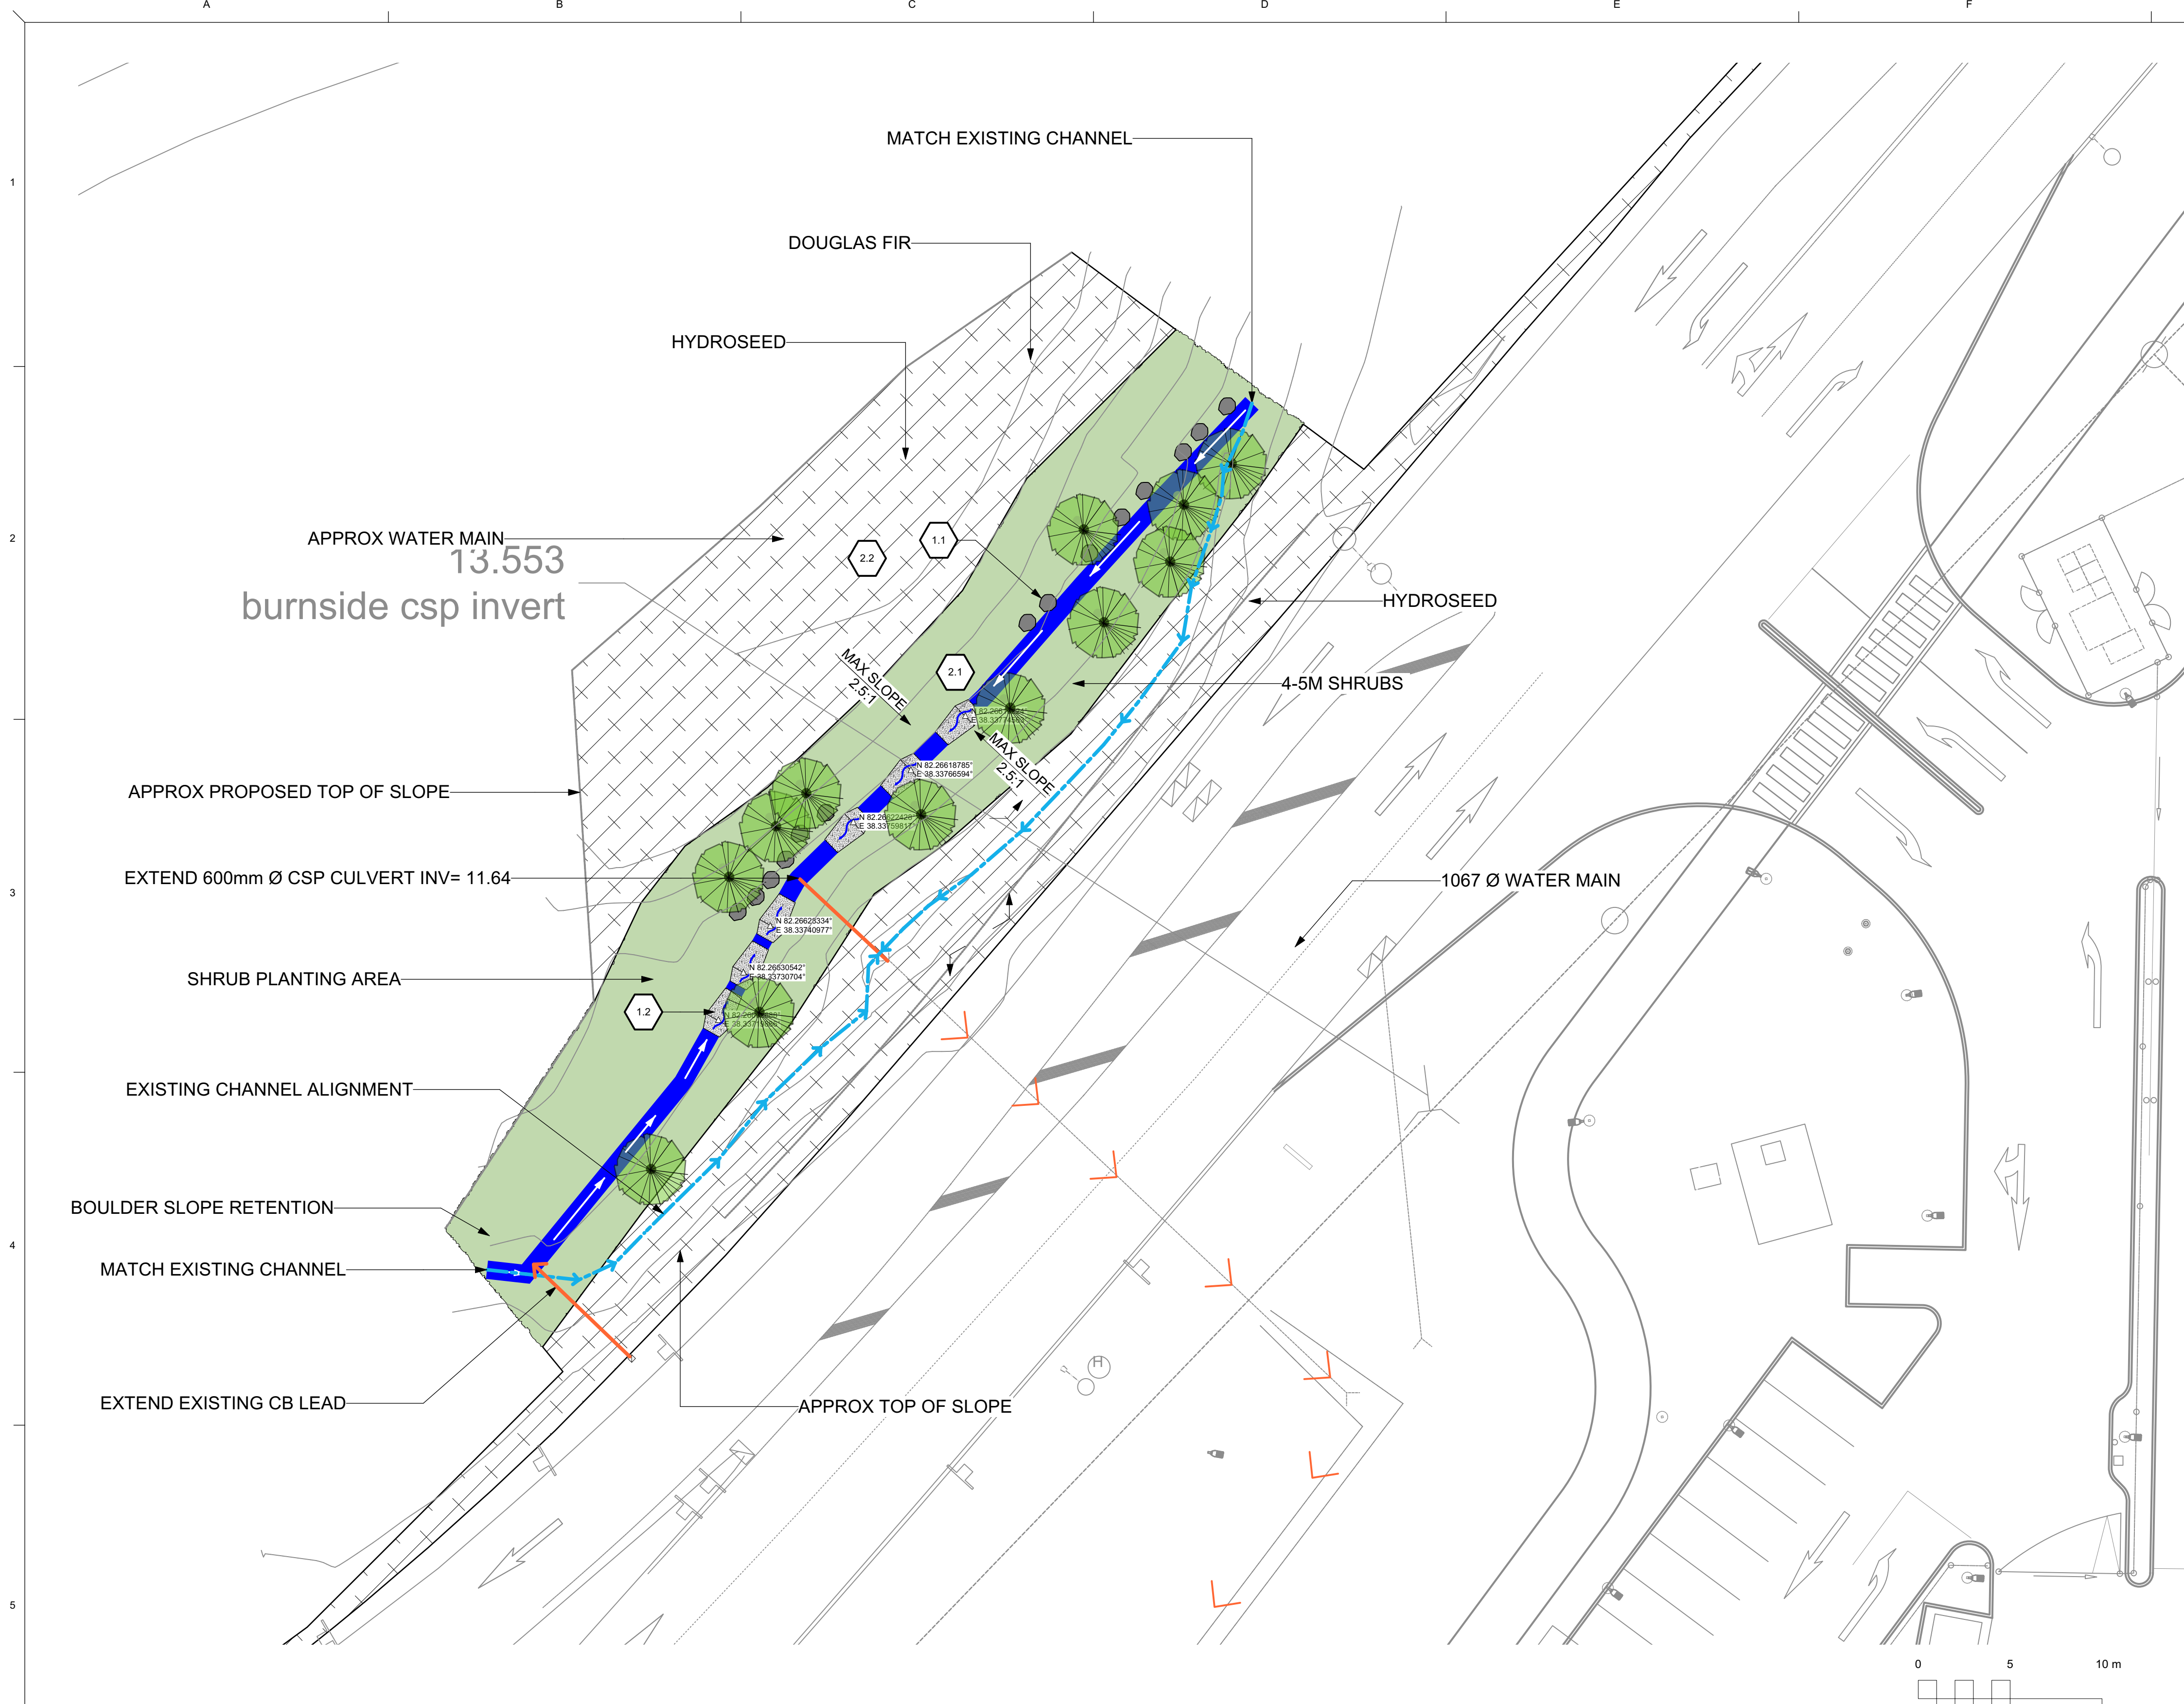 A
B
C
D
E
F
1
MATCH EXISTING CHANNEL
DOUGLAS FIR
HYDROSEED
2
APPROX WATER MAIN
1.1
2.2
13.553
burnside csp invert
HYDROSEED
MAX SLOPE
2.5:1
2.1
4-5M SHRUBS
MAX SLOPE
2.5:1
N 82.26618785°
E 38.33766594°
APPROX PROPOSED TOP OF SLOPE
EXTEND 600mm Ø CSP CULVERT INV= 11.64
3
1067 Ø WATER MAIN
N 82.26628334°
E 38.33740977°
N 82.26630542°
E 38.33730704°
SHRUB PLANTING AREA
1.2
EXISTING CHANNEL ALIGNMENT
BOULDER SLOPE RETENTION
4
MATCH EXISTING CHANNEL
H
EXTEND EXISTING CB LEAD
APPROX TOP OF SLOPE
5
0
5
10 m